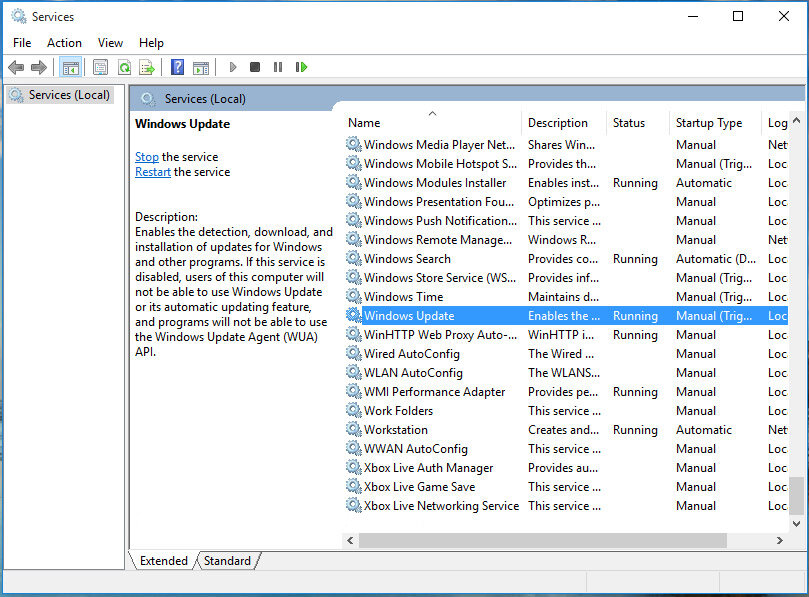 Services
File Action View Help
Services (Local)
Services (Local)
Windows Update
Stop the service
Restart the service
Description:
Enables the detection, download, and
installation of updates for Windows
and other programs. If this service is
disabled, users of this computer will
not be able to use Windows Update
or its automatic updating feature,
and programs will not be able to use
the Windows Update Agent (WUA)
API.
Name Description Status Startup Type Log
Windows Media Player Net... Shares Win... Manual Net
Windows Mobile Hotspot S... Provides th... Manual (Trig... Loc
Windows Modules Installer Enables inst... Running Automatic Loc
Windows Presentation Fou... Optimizes p... Manual Loc
Windows Push Notification... This service ... Manual Loc
Windows Remote Manage... Windows R... Manual Net
Windows Search Provides co... Running Automatic (D... Loc
Windows Store Service (WS... Provides inf... Manual (Trig... Loc
Windows Time Maintains d... Manual (Trig... Loc
Windows Update Enables the ... Running Manual (Trig... Loc
WinHTTP Web Proxy Auto-... WinHTTP i... Running Manual Loc
Wired AutoConfig The Wired ... Manual Loc
WLAN AutoConfig The WLANS... Manual Loc
WMI Performance Adapter Provides pe... Running Manual Loc
Work Folders This service ... Manual Loc
Workstation Creates and... Running Automatic Net
WWAN AutoConfig This service ... Manual Loc
Xbox Live Auth Manager Provides au... Manual Loc
Xbox Live Game Save This service ... Manual Loc
Xbox Live Networking Service This service ... Manual Loc
Extended Standard